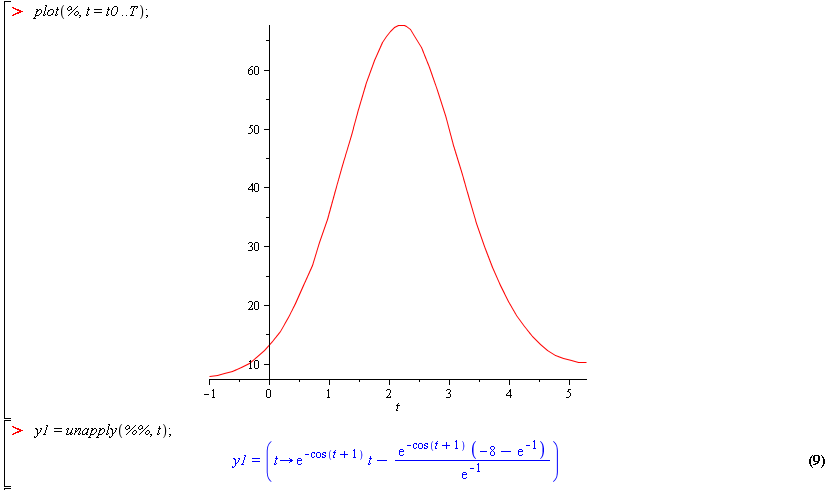 > plot(%, t = t0 ..T);
60
50
40
30
20
10
−1 0 1 2 3 4 5
t
> y1 = unapply(%%, t);
y1 = ( t → e^{-cos(t + 1)} t − \frac{e^{-cos(t + 1)} (−8 − e^{-1})}{e^{-1}} ) (9)